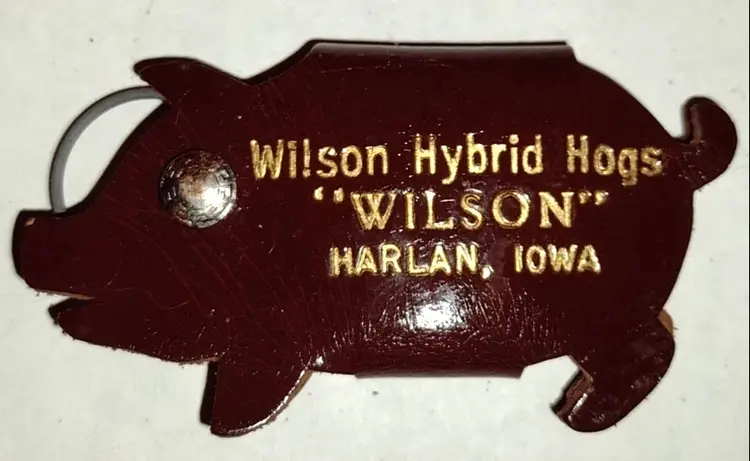 Wilson Hybrid Hogs
"WILSON"
HARLAN, IOWA